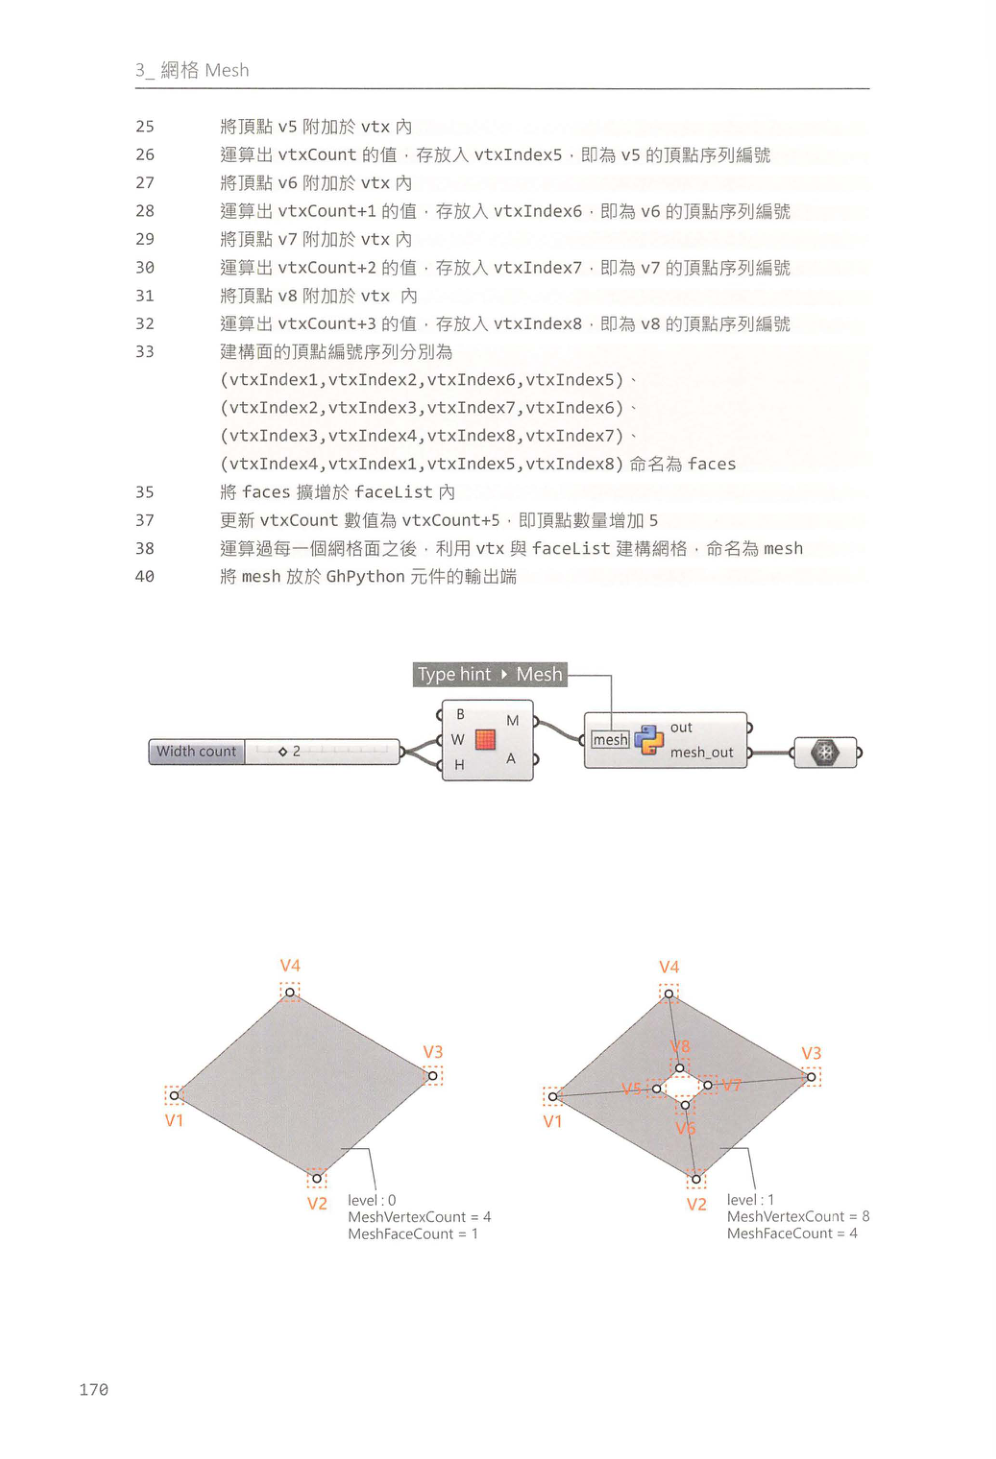 3_ 網格 Mesh
25 將頂點 v5 附加於 vtx 內
26 運算出 vtxCount 的值，存放入 vtxIndex5，即為 v5 的頂點序列編號
27 將頂點 v6 附加於 vtx 內
28 運算出 vtxCount+1 的值，存放入 vtxIndex6，即為 v6 的頂點序列編號
29 將頂點 v7 附加於 vtx 內
30 運算出 vtxCount+2 的值，存放入 vtxIndex7，即為 v7 的頂點序列編號
31 將頂點 v8 附加於 vtx 內
32 運算出 vtxCount+3 的值，存放入 vtxIndex8，即為 v8 的頂點序列編號
33 建構面的頂點編號序列分別為
(vtxIndex1,vtxIndex2,vtxIndex6,vtxIndex5)、
(vtxIndex2,vtxIndex3,vtxIndex7,vtxIndex6)、
(vtxIndex3,vtxIndex4,vtxIndex8,vtxIndex7)、
(vtxIndex4,vtxIndex1,vtxIndex5,vtxIndex8) 命名為 faces
35 將 faces 擴增於 faceList 內
37 更新 vtxCount 數值為 vtxCount+5，即頂點數量增加 5
38 運算過每一個網格面之後，利用 vtx 與 faceList 建構網格，命名為 mesh
40 將 mesh 放於 GhPython 元件的輸出端
Type hint ▸ Mesh
Width count ◇ 2
B
W
H
M
A
mesh
out
mesh_out
V4
V3
V1
V2
level : 0
MeshVertexCount = 4
MeshFaceCount = 1
V4
V8
V3
V5
V7
V1
V6
V2
level : 1
MeshVertexCount = 8
MeshFaceCount = 4
170